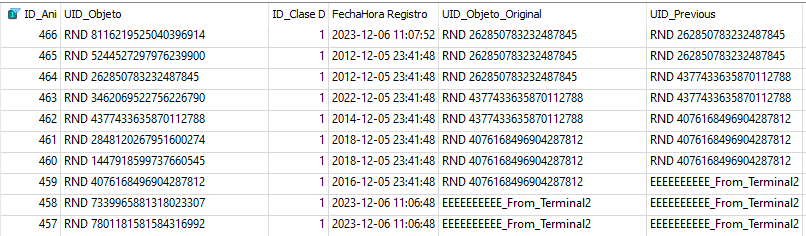 ID_Ani UID_Objeto ID_Clase D FechaHora Registro UID_Objeto_Original UID_Previous
466 RND 8116219525040396914 1 2023-12-06 11:07:52 RND 262850783232487845 RND 262850783232487845
465 RND 5244527297976239900 1 2012-12-05 23:41:48 RND 262850783232487845 RND 262850783232487845
464 RND 262850783232487845 1 2012-12-05 23:41:48 RND 262850783232487845 RND 4377433635870112788
463 RND 3462069522756226790 1 2022-12-05 23:41:48 RND 4377433635870112788 RND 4377433635870112788
462 RND 4377433635870112788 1 2014-12-05 23:41:48 RND 4377433635870112788 RND 4076168496904287812
461 RND 2848120267951600274 1 2018-12-05 23:41:48 RND 4076168496904287812 RND 4076168496904287812
460 RND 1447918599737660545 1 2018-12-05 23:41:48 RND 4076168496904287812 RND 4076168496904287812
459 RND 4076168496904287812 1 2016-12-05 23:41:48 RND 4076168496904287812 EEEEEEEEEE_From_Terminal2
458 RND 7339965881318023307 1 2023-12-06 11:06:48 EEEEEEEEEE_From_Terminal2 EEEEEEEEEE_From_Terminal2
457 RND 7801181581584316992 1 2023-12-06 11:06:48 EEEEEEEEEE_From_Terminal2 EEEEEEEEEE_From_Terminal2